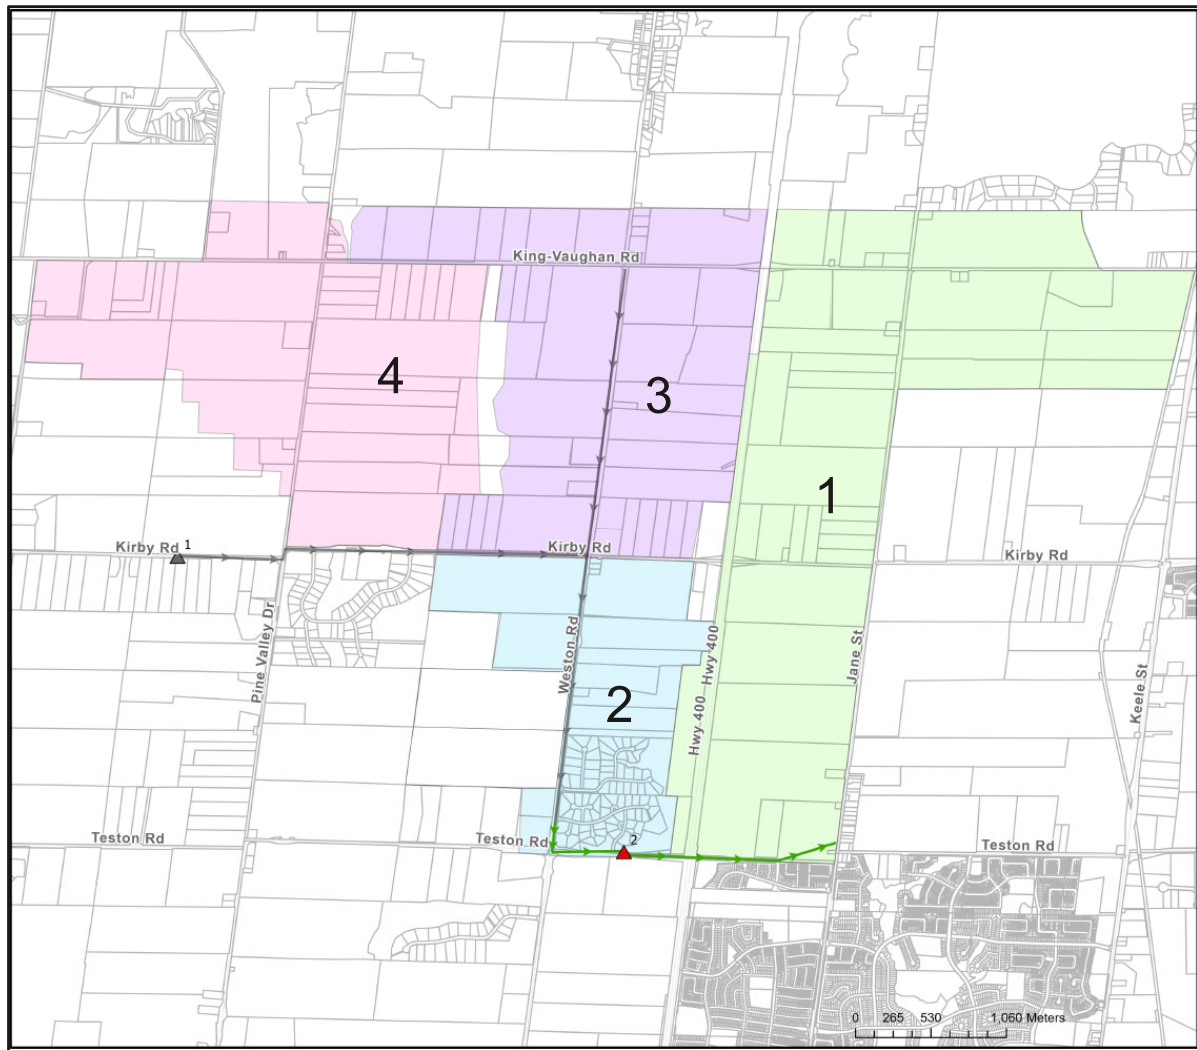 King-Vaughan Rd
4
3
1
Kirby Rd
1
Kirby Rd
Kirby Rd
Pine Valley Dr
Weston Rd
Hwy 400
Hwy 400
Jane St
Keele St
2
Teston Rd
Teston Rd
2
Teston Rd
0 265 530 1,060 Meters